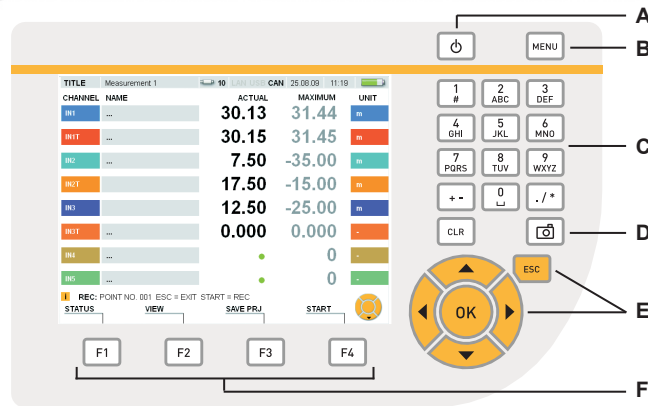 A
MENU
B
TITLE Measurement 1 10 LAN USB CAN 25.08.09 11:19
CHANNEL NAME ACTUAL MAXIMUM UNIT
IN1 ... 30.13 31.44 m
IN1T ... 30.15 31.45 m
IN2 ... 7.50 -35.00 m
IN2T ... 17.50 -15.00 m
IN3 ... 12.50 -25.00 m
IN3T ... 0.000 0.000 -
IN4 ... 0 -
IN5 ... 0 -
i REC: POINT NO. 001 ESC = EXIT START = REC
STATUS VIEW SAVE PRJ START
1 # 2 ABC 3 DEF
4 GHI 5 JKL 6 MNO
C
7 PQRS 8 TUV 9 WXYZ
+ - 0 . / *
CLR
D
ESC
OK
E
F1 F2 F3 F4
F